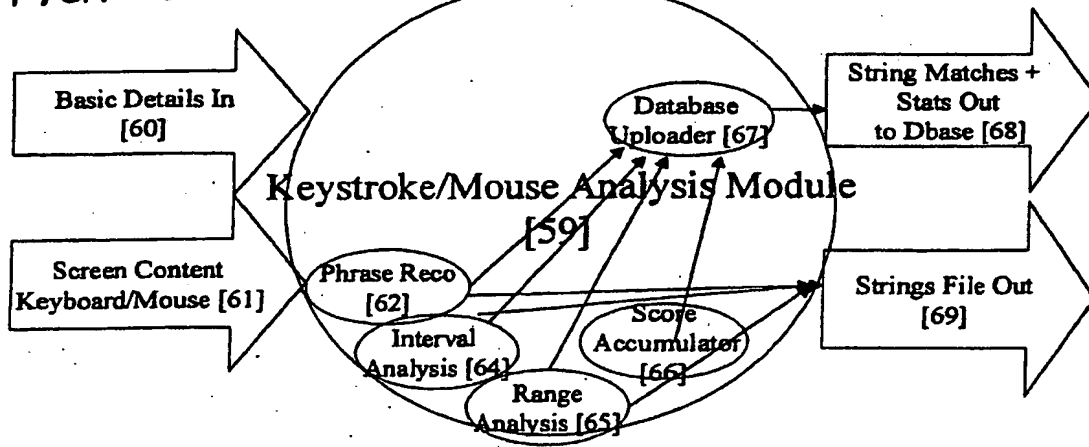 Basic Details In
[60]
Screen Content
Keyboard/Mouse [61]
Keystroke/Mouse Analysis Module
[59]
Database
Uploader [67]
Phrase Reco
[62]
Interval
Analysis [64]
Range
Analysis [65]
Score
Accumulator
[66]
String Matches +
Stats Out
to Dbase [68]
Strings File Out
[69]